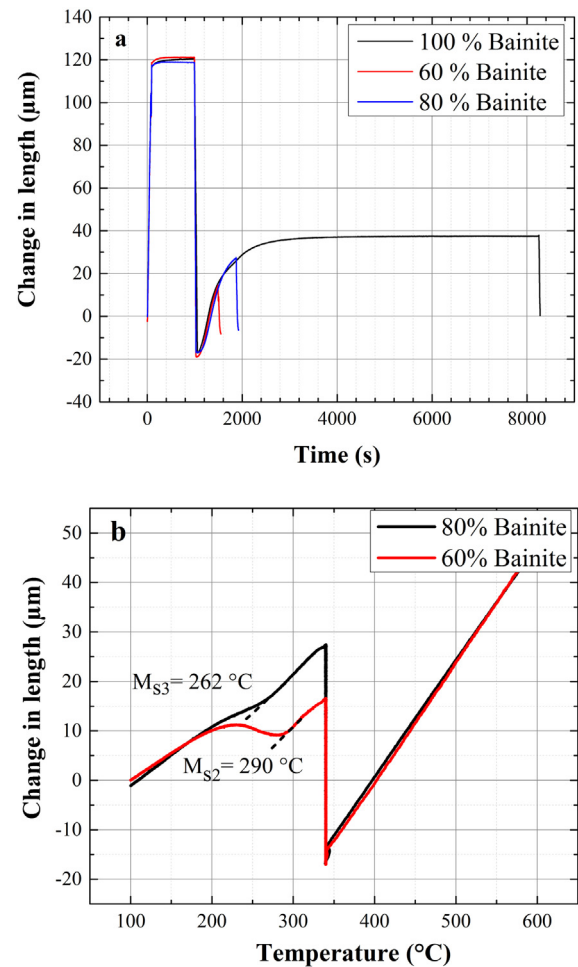 a
100 % Bainite
60 % Bainite
80 % Bainite
Change in length (µm)
140
120
100
80
60
40
20
0
-20
-40
0
2000
4000
6000
8000
Time (s)
b
80% Bainite
60% Bainite
Change in length (µm)
50
40
30
20
10
0
-10
-20
M_S3= 262 °C
M_S2= 290 °C
100
200
300
400
500
600
Temperature (°C)